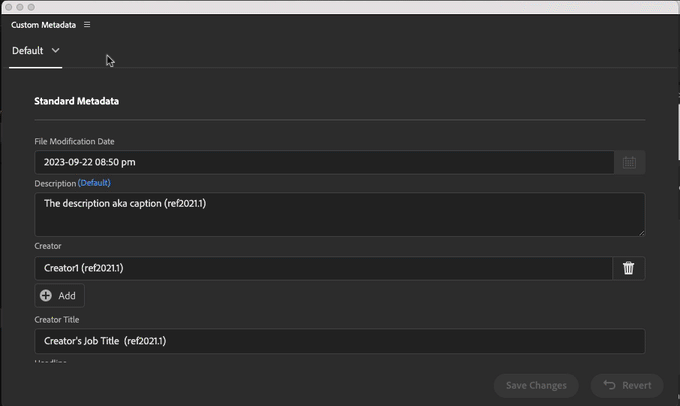 Custom Metadata
Default
Standard Metadata
File Modification Date
2023-09-22 08:50 pm
Description (Default)
The description aka caption (ref2021.1)
Creator
Creator1 (ref2021.1)
Add
Creator Title
Creator's Job Title (ref2021.1)
Headline
Save Changes
Revert